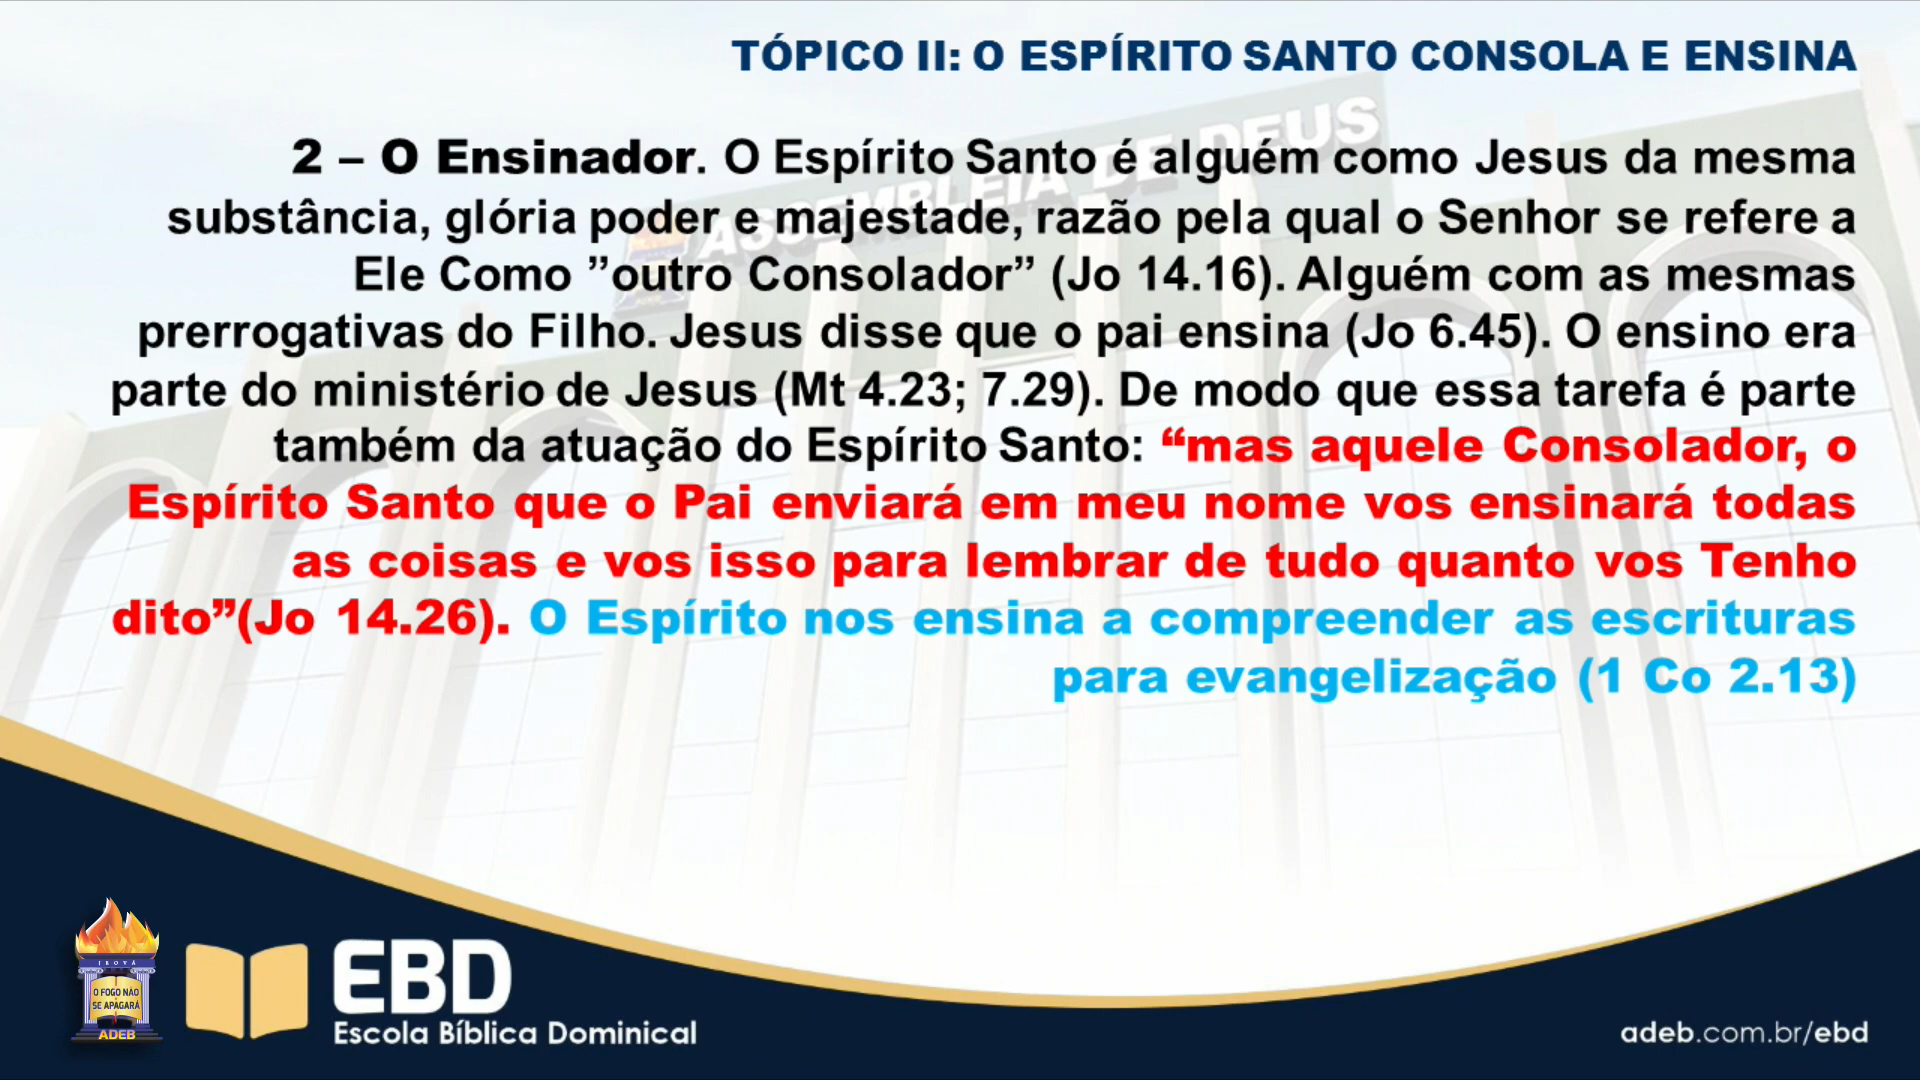 TÓPICO II: O ESPÍRITO SANTO CONSOLA E ENSINA
ASSEMBLEIA DE DEUS
2 – O Ensinador. O Espírito Santo é alguém como Jesus da mesma
substância, glória poder e majestade, razão pela qual o Senhor se refere a
Ele Como ”outro Consolador” (Jo 14.16). Alguém com as mesmas
prerrogativas do Filho. Jesus disse que o pai ensina (Jo 6.45). O ensino era
parte do ministério de Jesus (Mt 4.23; 7.29). De modo que essa tarefa é parte
também da atuação do Espírito Santo: “mas aquele Consolador, o
Espírito Santo que o Pai enviará em meu nome vos ensinará todas
as coisas e vos isso para lembrar de tudo quanto vos Tenho
dito”(Jo 14.26). O Espírito nos ensina a compreender as escrituras
para evangelização (1 Co 2.13)
JEOVÁ
O FOGO NÃO
SE APAGARÁ
ADEB
EBD
Escola Bíblica Dominical
adeb.com.br/ebd